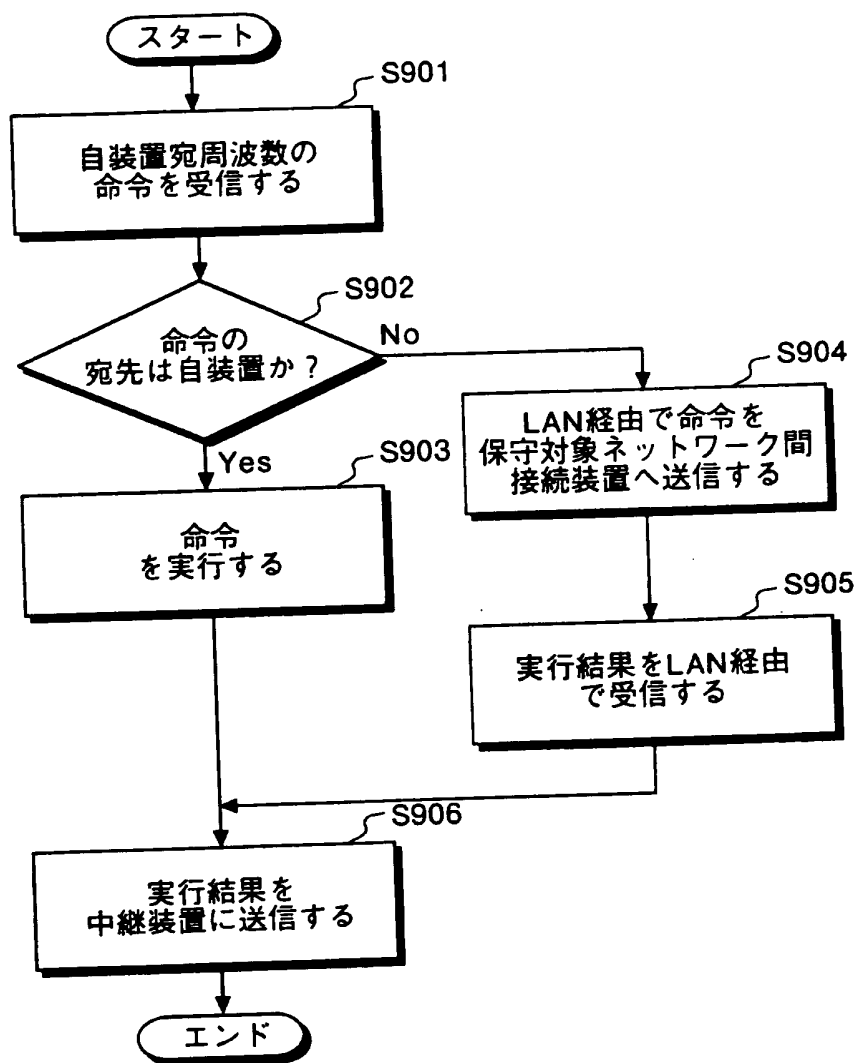 スタート
S901
自装置宛周波数の
命令を受信する
S902
命令の
宛先は自装置か？
No
Yes
S903
命令
を実行する
S904
LAN経由で命令を
保守対象ネットワーク間
接続装置へ送信する
S905
実行結果をLAN経由
で受信する
S906
実行結果を
中継装置に送信する
エンド